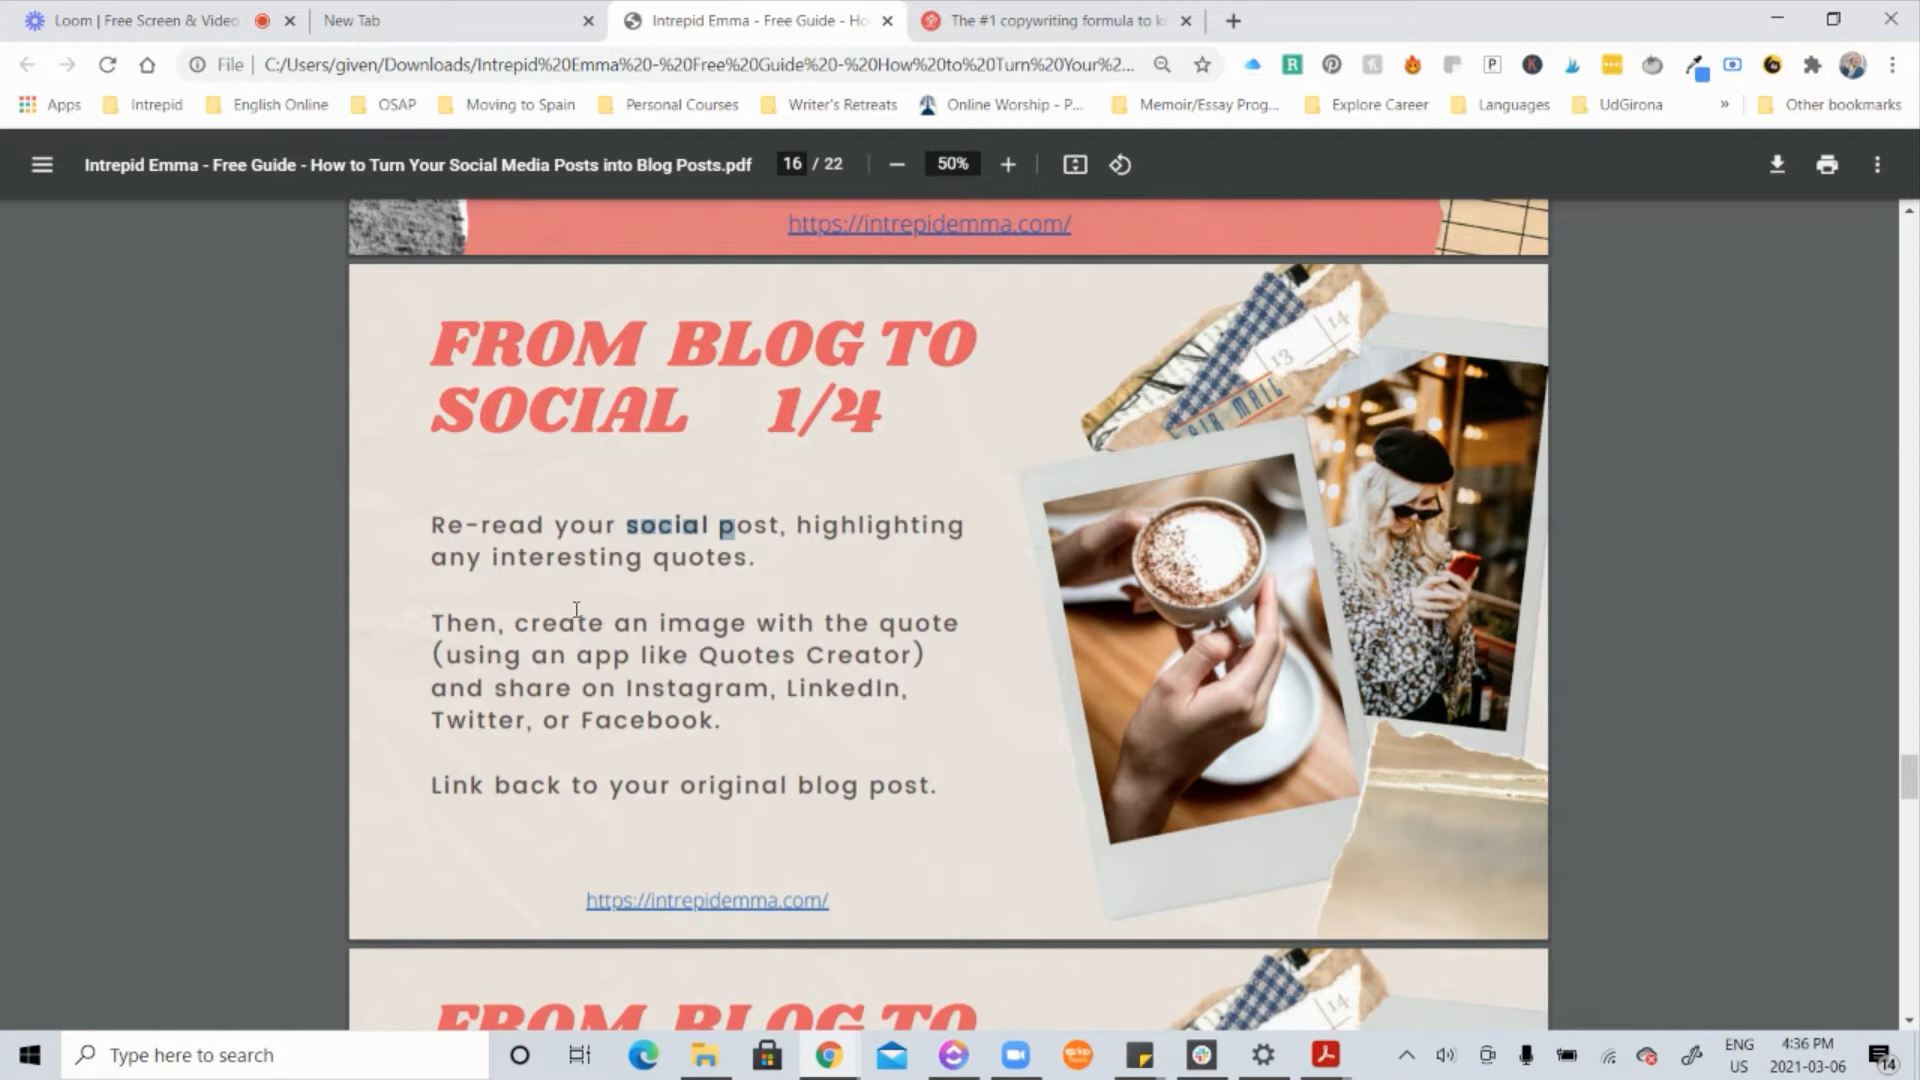 Loom | Free Screen & Video
New Tab
Intrepid Emma - Free Guide - Ho
The #1 copywriting formula to k
File | C:/Users/given/Downloads/Intrepid%20Emma%20-%20Free%20Guide%20-%20How%20to%20Turn%20Your%2...
Apps Intrepid English Online OSAP Moving to Spain Personal Courses Writer's Retreats Online Worship - P... Memoir/Essay Prog... Explore Career Languages UdGirona » Other bookmarks
Intrepid Emma - Free Guide - How to Turn Your Social Media Posts into Blog Posts.pdf 16 / 22 50%
https://intrepidemma.com/
FROM BLOG TO
SOCIAL 1/4
14
13
AIR MAIL
Re-read your social post, highlighting
any interesting quotes.
Then, create an image with the quote
(using an app like Quotes Creator)
and share on Instagram, LinkedIn,
Twitter, or Facebook.
Link back to your original blog post.
https://intrepidemma.com/
FROM BLOG TO
14
Type here to search
ENG
US
4:36 PM
2021-03-06
14